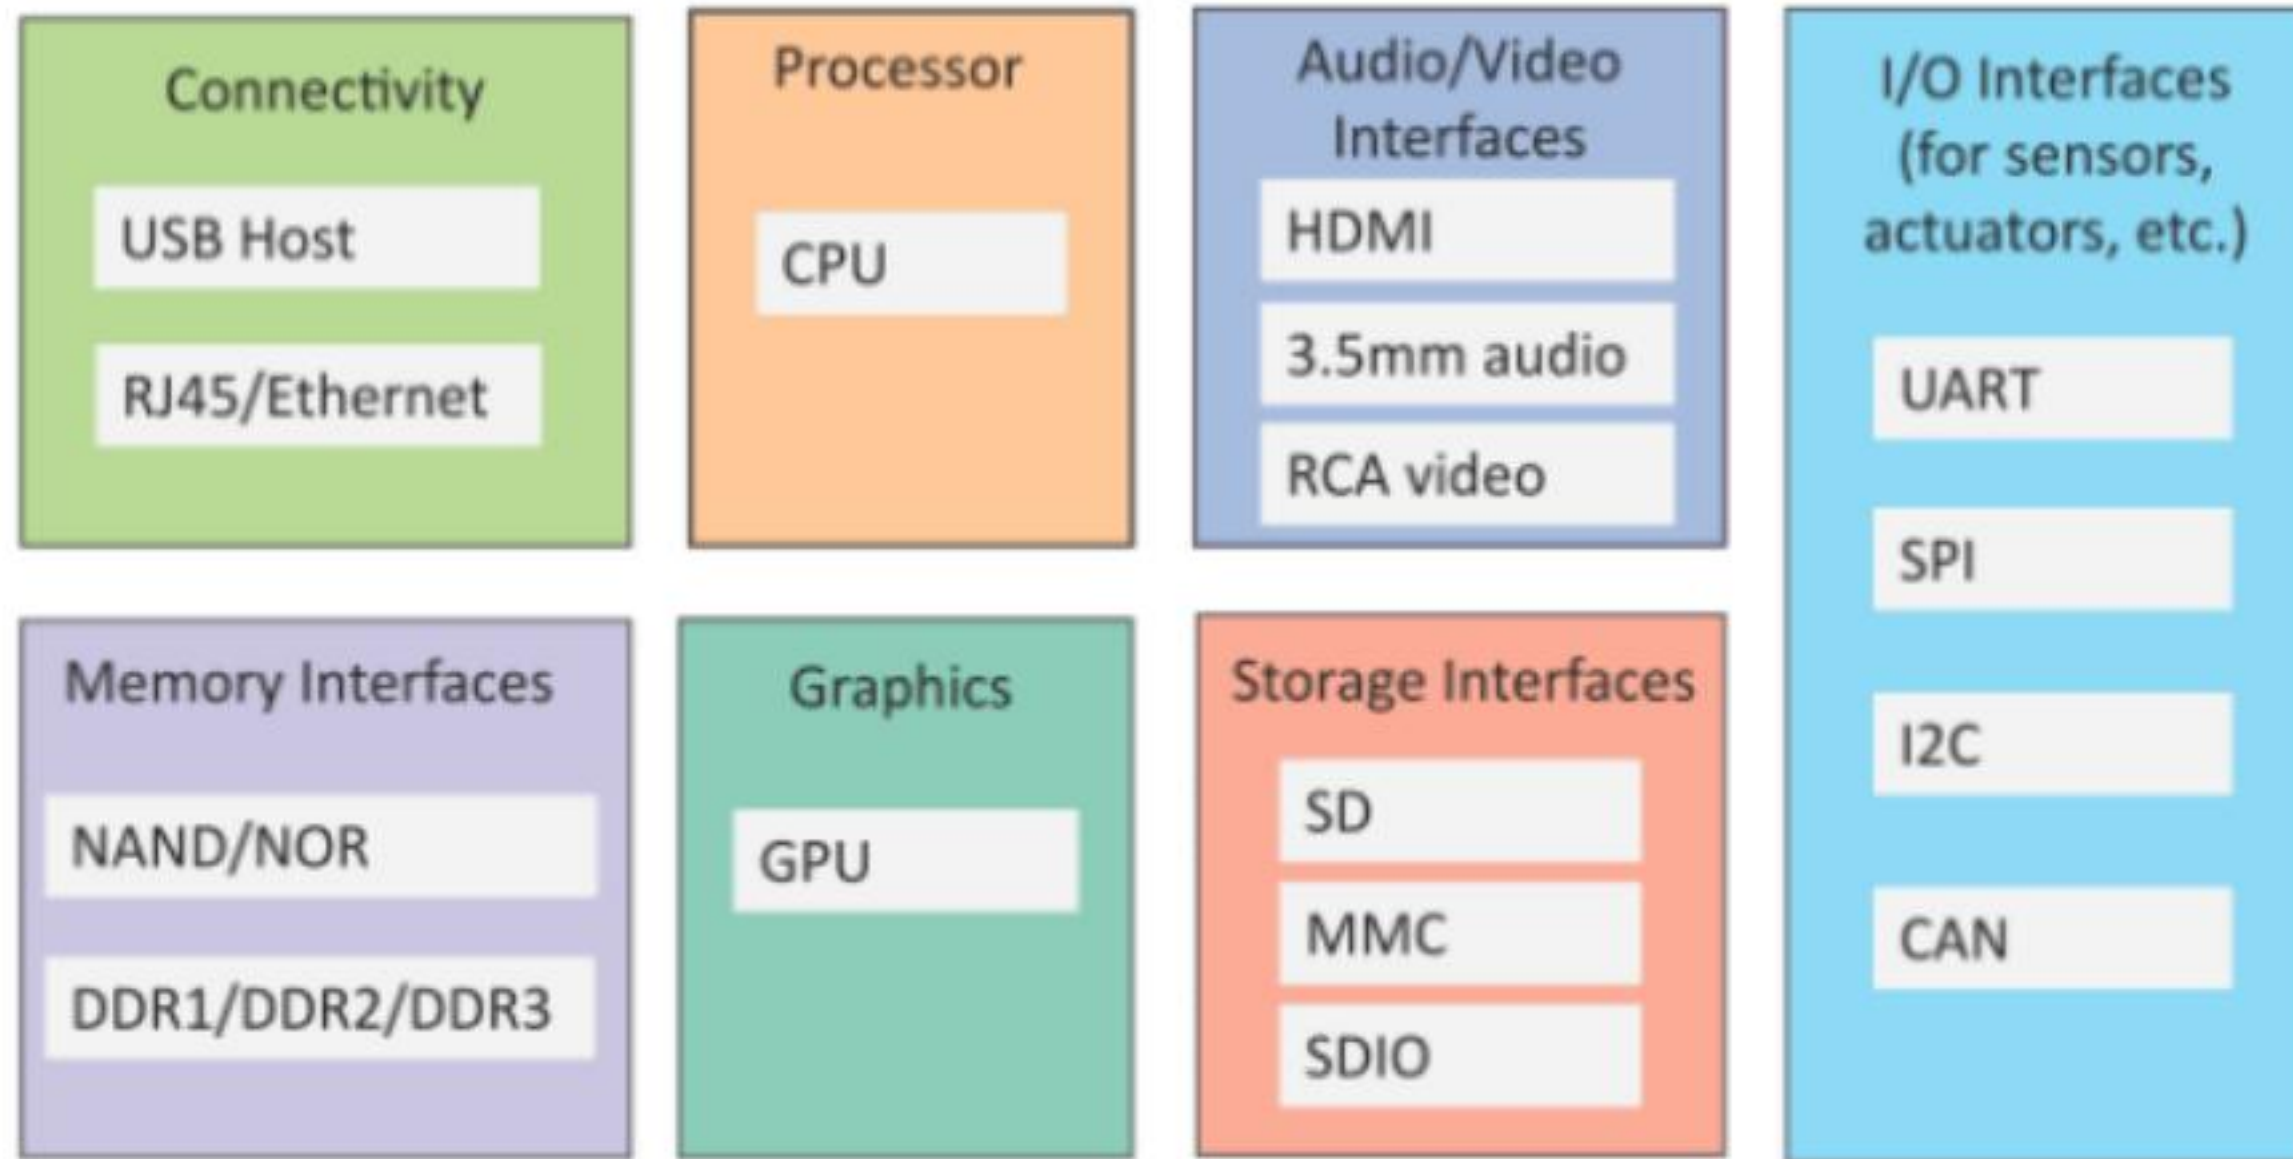 Connectivity
USB Host
RJ45/Ethernet
Processor
CPU
Audio/Video
Interfaces
HDMI
3.5mm audio
RCA video
I/O Interfaces
(for sensors,
actuators, etc.)
UART
SPI
I2C
CAN
Memory Interfaces
NAND/NOR
DDR1/DDR2/DDR3
Graphics
GPU
Storage Interfaces
SD
MMC
SDIO